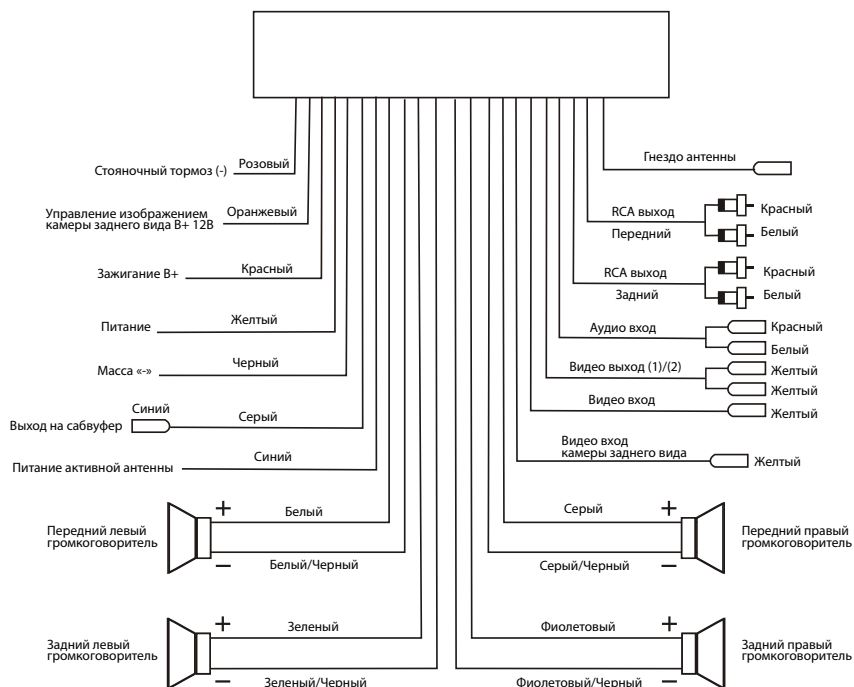 Стояночный тормоз (-)
Розовый
Управление изображением
камеры заднего вида В+ 12В
Оранжевый
Зажигание В+
Красный
Питание
Желтый
Масса «-»
Черный
Выход на сабвуфер
Синий
Серый
Питание активной антенны
Синий
Гнездо антенны
RCA выход
Передний
Красный
Белый
RCA выход
Задний
Красный
Белый
Аудио вход
Красный
Белый
Видео выход (1)/(2)
Желтый
Желтый
Видео вход
Желтый
Видео вход
камеры заднего вида
Желтый
Передний левый
громкоговоритель
+
Белый
–
Белый/Черный
Серый
+
Серый/Черный
–
Передний правый
громкоговоритель
Задний левый
громкоговоритель
+
Зеленый
–
Зеленый/Черный
Фиолетовый
+
Фиолетовый/Черный
–
Задний правый
громкоговоритель